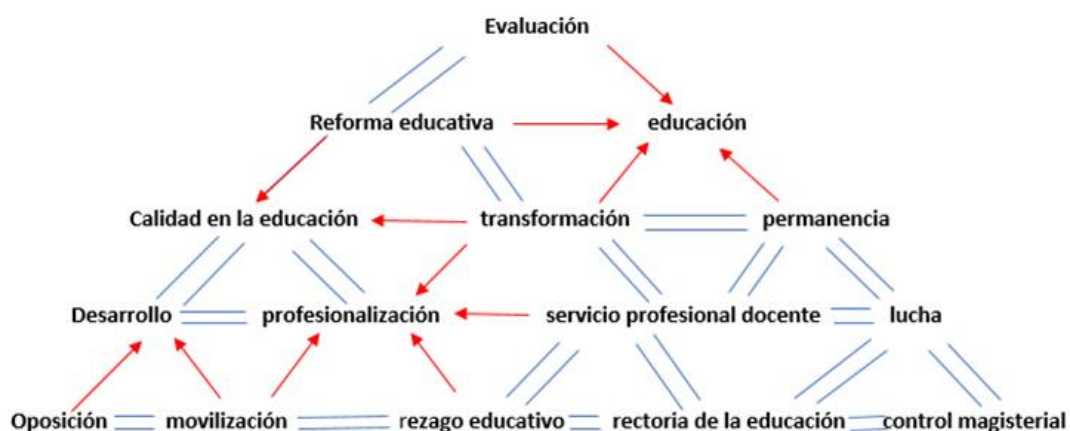 Evaluación
Reforma educativa educación
Calidad en la educación transformación permanencia
Desarrollo profesionalización servicio profesional docente lucha
Oposición movilización rezago educativo rectoria de la educación control magisterial